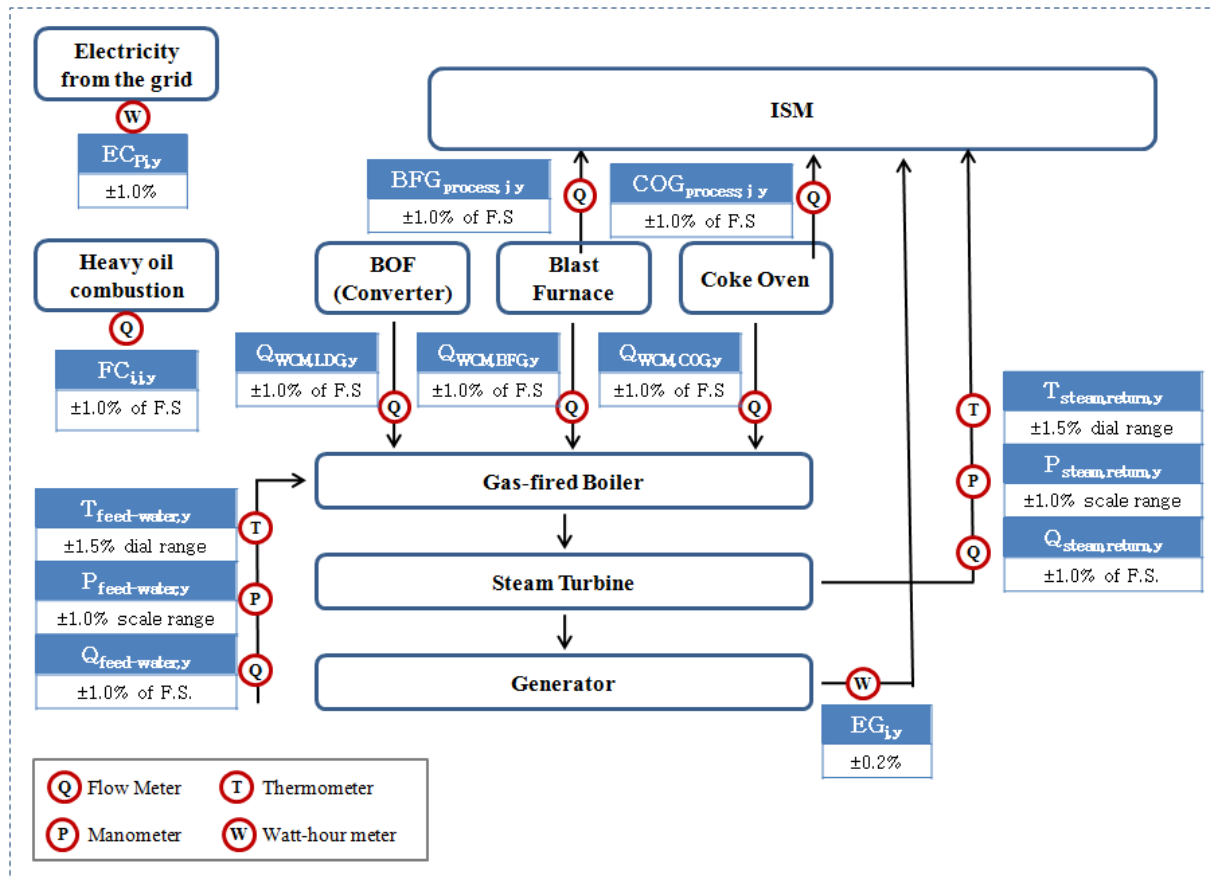 Electricity
from the grid
W
EC_{Pj,y}
±1.0%
ISM
BFG_{process, j y}
±1.0% of F.S
Q
COG_{process, j y}
±1.0% of F.S
Q
Heavy oil
combustion
Q
FC_{i,j,y}
±1.0% of F.S
BOF
(Converter)
Blast
Furnace
Coke Oven
Q_{WCM,LDG,y}
±1.0% of F.S
Q
Q_{WCM,BFG,y}
±1.0% of F.S
Q
Q_{WCM,COG,y}
±1.0% of F.S
Q
T_{steam,return,y}
±1.5% dial range
T
P_{steam,return,y}
±1.0% scale range
P
Q_{steam,return,y}
±1.0% of F.S.
Q
Gas-fired Boiler
T_{feed-water,y}
±1.5% dial range
T
P_{feed-water,y}
±1.0% scale range
P
Q_{feed-water,y}
±1.0% of F.S.
Q
Steam Turbine
Generator
W
EG_{j,y}
±0.2%
Q Flow Meter
T Thermometer
P Manometer
W Watt-hour meter